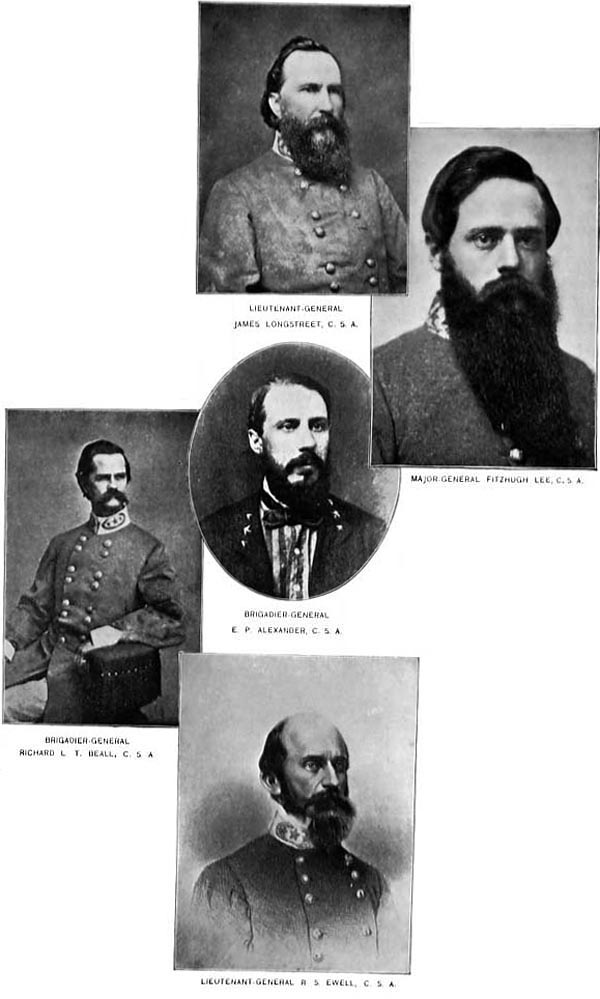 LIEUTENANT-GENERAL
JAMES LONGSTREET, C. S. A.
MAJOR-GENERAL FITZHUGH LEE, C. S. A.
BRIGADIER-GENERAL
E. P. ALEXANDER, C. S. A.
BRIGADIER-GENERAL
RICHARD L. T. BEALL, C. S. A.
LIEUTENANT-GENERAL R. S. EWELL, C. S. A.